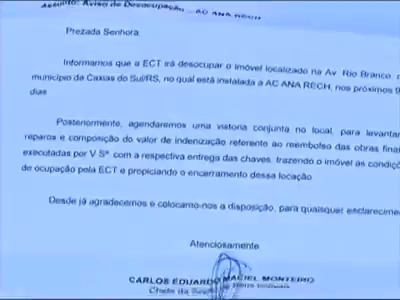 Assunto: Aviso de Desocupação - AC ANA RECH
Prezada Senhora.
Informamos que a ECT irá desocupar o imóvel localizado na Av Rio Branco,
município de Caxias do Sul/RS, no qual está instalada a AC ANA RECH, nos próximos
dias
Posteriormente, agendaremos uma vistoria conjunta no local, para levantar
reparos e composição do valor de indenização referente ao reembolso das obras
executadas por V Sª com a respectiva entrega das chaves, trazendo o imóvel às
de ocupação pela ECT e propiciando o encerramento dessa locação
Desde já agradecemos e colocamo-nos a disposição, para quaisquer
Atenciosamente
CARLOS EDUARDO MACIEL MONTEIRO
Chefe da